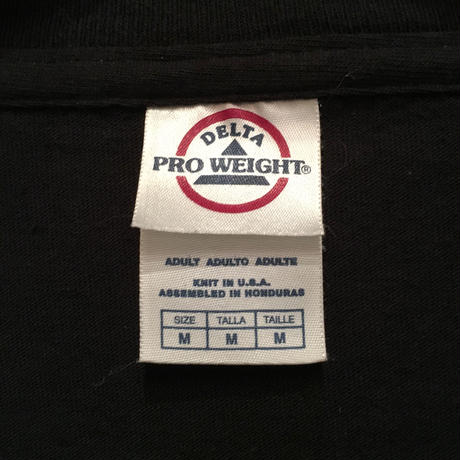 DELTA
PRO WEIGHT®
ADULT ADULTO ADULTE
KNIT IN U.S.A.
ASSEMBLED IN HONDURAS
SIZE TALLA TAILLE
M M M